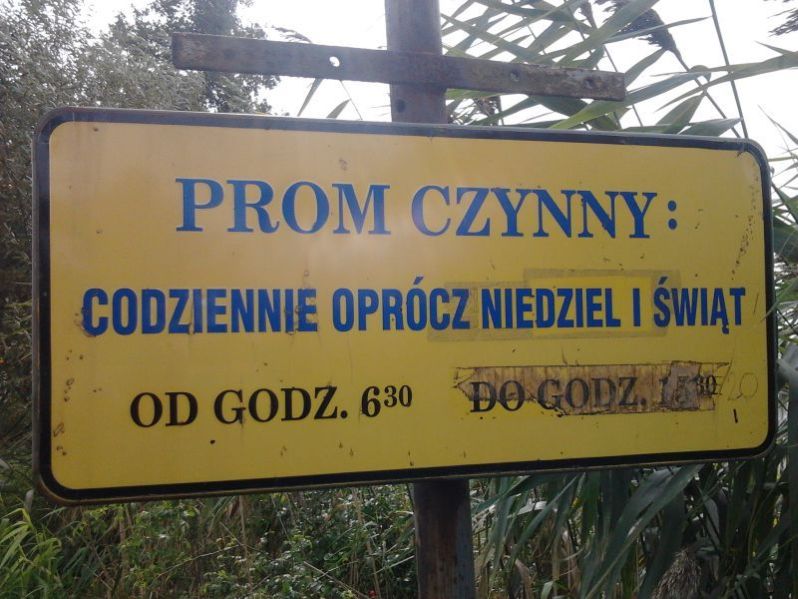 PROM CZYNNY:
CODZIENNIE OPRÓCZ NIEDZIEL I ŚWIĄT
OD GODZ. 6³⁰ DO GODZ.